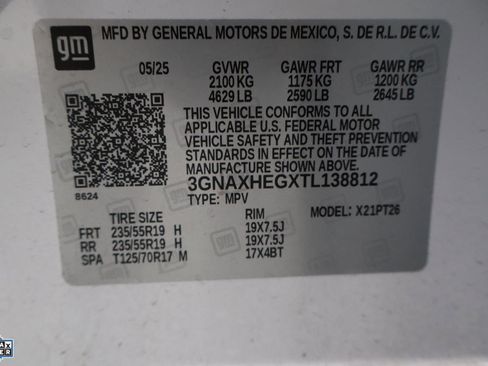 gm
MFD BY GENERAL MOTORS DE MEXICO, S. DE R.L. DE C.V.
05/25 GVWR GAWR FRT GAWR RR
2100 KG 1175 KG 1200 KG
4629 LB 2590 LB 2645 LB
THIS VEHICLE CONFORMS TO ALL
APPLICABLE U.S. FEDERAL MOTOR
VEHICLE SAFETY AND THEFT PREVENTION
STANDARDS IN EFFECT ON THE DATE OF
MANUFACTURE SHOWN ABOVE.
3GNAXHEGXTL138812
8624
TYPE: MPV MODEL: X21PT26
TIRE SIZE RIM
FRT 235/55R19 H 19X7.5J
RR 235/55R19 H 19X7.5J
SPA T125/70R17 M 17X4BT